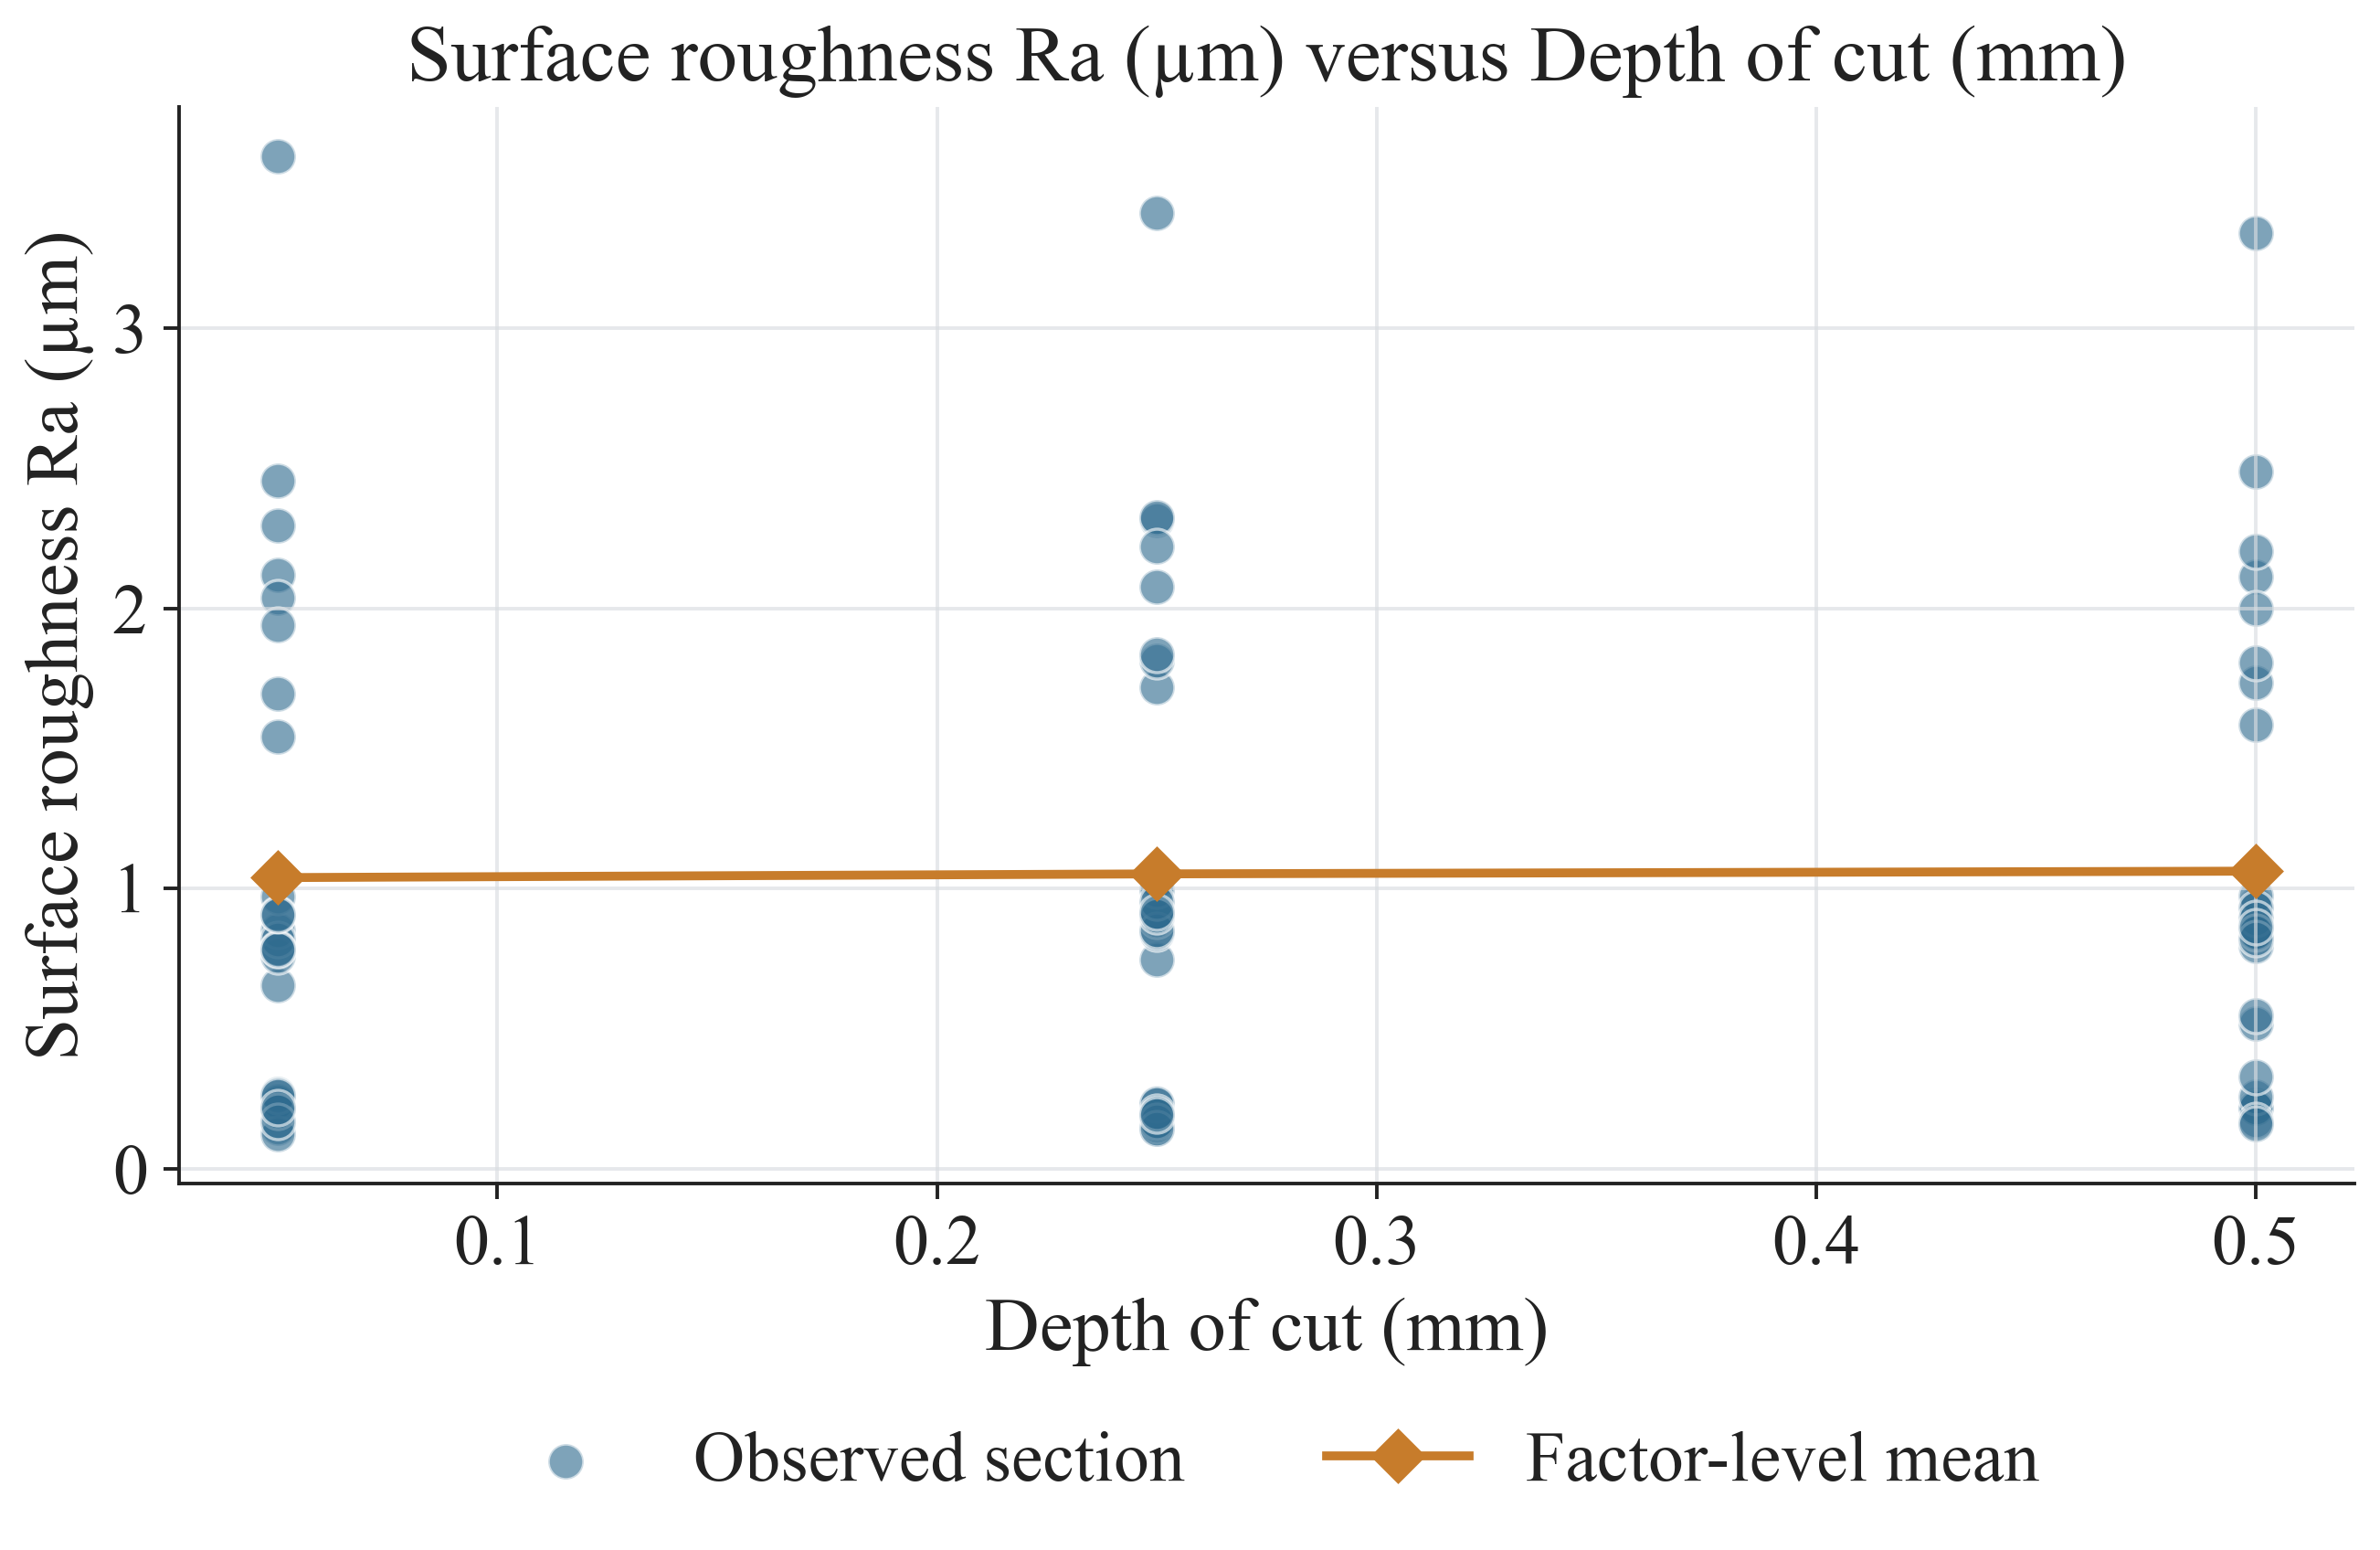 Surface roughness Ra (μm) versus Depth of cut (mm)
Surface roughness Ra (μm)
3
2
1
0
0.1 0.2 0.3 0.4 0.5
Depth of cut (mm)
Observed section Factor-level mean